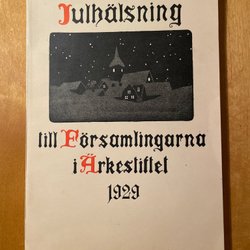 Julhälsning
till Församlingarna
i Ärkestiftet
1929